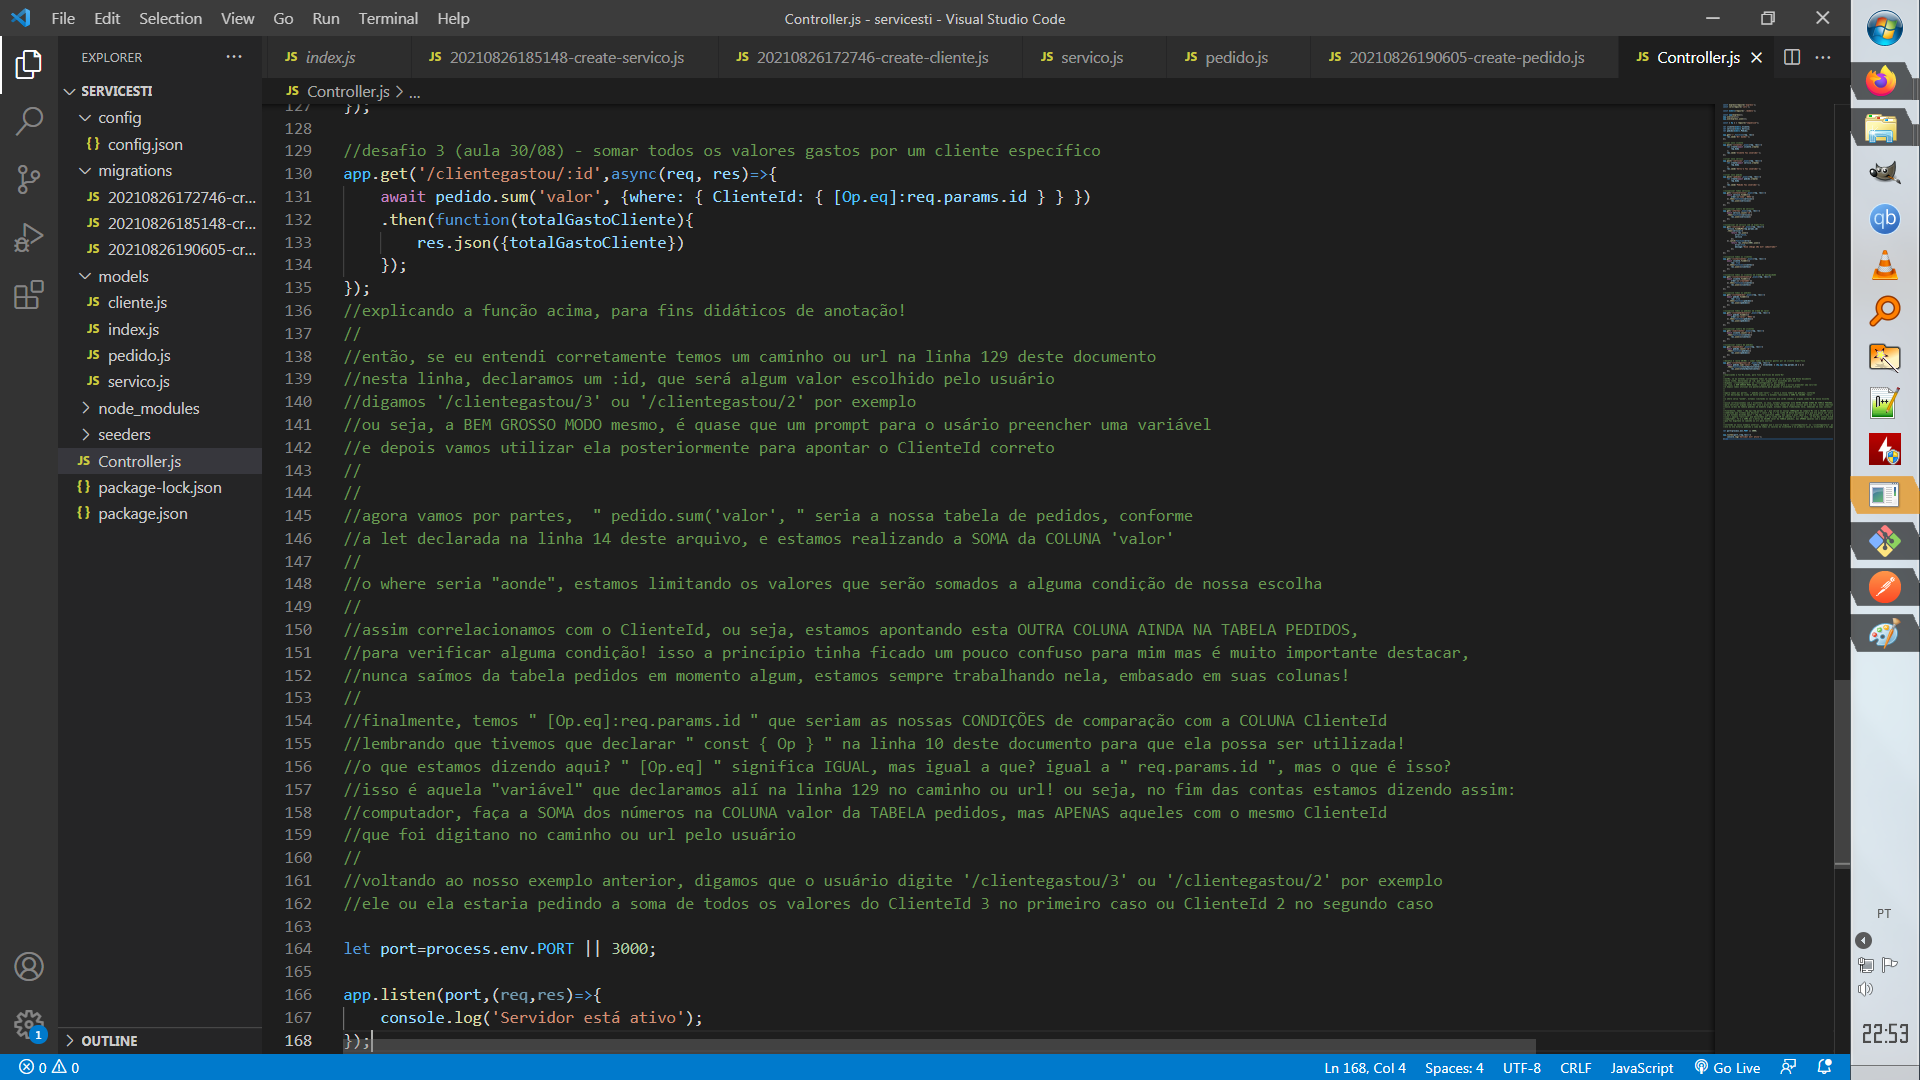 File Edit Selection View Go Run Terminal Help
Controller.js - servicesti - Visual Studio Code
EXPLORER
SERVICESTI
config
config.json
migrations
20210826172746-cr...
20210826185148-cr...
20210826190605-cr...
models
cliente.js
index.js
pedido.js
servico.js
node_modules
seeders
Controller.js
package-lock.json
package.json
OUTLINE
index.js 20210826185148-create-servico.js 20210826172746-create-cliente.js servico.js pedido.js 20210826190605-create-pedido.js Controller.js
Controller.js > ...
127 });
128
129 //desafio 3 (aula 30/08) - somar todos os valores gastos por um cliente específico
130 app.get('/clientegastou/:id',async(req, res)=>{
131 await pedido.sum('valor', {where: { ClienteId: { [Op.eq]:req.params.id } } })
132 .then(function(totalGastoCliente){
133 res.json({totalGastoCliente})
134 });
135 });
136 //explicando a função acima, para fins didáticos de anotação!
137 //
138 //então, se eu entendi corretamente temos um caminho ou url na linha 129 deste documento
139 //nesta linha, declaramos um :id, que será algum valor escolhido pelo usuário
140 //digamos '/clientegastou/3' ou '/clientegastou/2' por exemplo
141 //ou seja, a BEM GROSSO MODO mesmo, é quase que um prompt para o usário preencher uma variável
142 //e depois vamos utilizar ela posteriormente para apontar o ClienteId correto
143 //
144 //
145 //agora vamos por partes,  " pedido.sum('valor', " seria a nossa tabela de pedidos, conforme
146 //a let declarada na linha 14 deste arquivo, e estamos realizando a SOMA da COLUNA 'valor'
147 //
148 //o where seria "aonde", estamos limitando os valores que serão somados a alguma condição de nossa escolha
149 //
150 //assim correlacionamos com o ClienteId, ou seja, estamos apontando esta OUTRA COLUNA AINDA NA TABELA PEDIDOS,
151 //para verificar alguma condição! isso a princípio tinha ficado um pouco confuso para mim mas é muito importante destacar,
152 //nunca saímos da tabela pedidos em momento algum, estamos sempre trabalhando nela, embasado em suas colunas!
153 //
154 //finalmente, temos " [Op.eq]:req.params.id " que seriam as nossas CONDIÇÕES de comparação com a COLUNA ClienteId
155 //lembrando que tivemos que declarar " const { Op } " na linha 10 deste documento para que ela possa ser utilizada!
156 //o que estamos dizendo aqui? " [Op.eq] " significa IGUAL, mas igual a que? igual a " req.params.id ", mas o que é isso?
157 //isso é aquela "variável" que declaramos alí na linha 129 no caminho ou url! ou seja, no fim das contas estamos dizendo assim:
158 //computador, faça a SOMA dos números na COLUNA valor da TABELA pedidos, mas APENAS aqueles com o mesmo ClienteId
159 //que foi digitano no caminho ou url pelo usuário
160 //
161 //voltando ao nosso exemplo anterior, digamos que o usuário digite '/clientegastou/3' ou '/clientegastou/2' por exemplo
162 //ele ou ela estaria pedindo a soma de todos os valores do ClienteId 3 no primeiro caso ou ClienteId 2 no segundo caso
163
164 let port=process.env.PORT || 3000;
165
166 app.listen(port,(req,res)=>{
167 console.log('Servidor está ativo');
168 });
1
0 0
Ln 168, Col 4 Spaces: 4 UTF-8 CRLF JavaScript Go Live
qb
PT
22:53